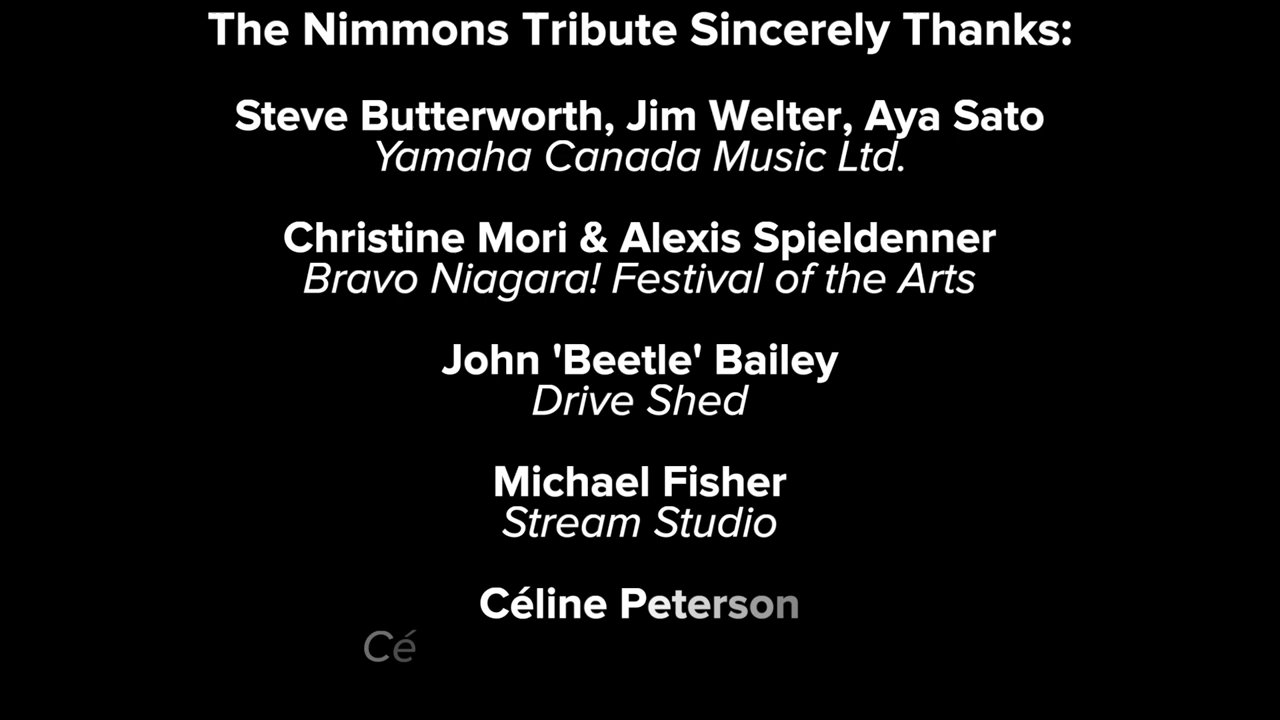 The Nimmons Tribute Sincerely Thanks:
Steve Butterworth, Jim Welter, Aya Sato
Yamaha Canada Music Ltd.
Christine Mori & Alexis Spieldenner
Bravo Niagara! Festival of the Arts
John 'Beetle' Bailey
Drive Shed
Michael Fisher
Stream Studio
Céline Peterson
Cé